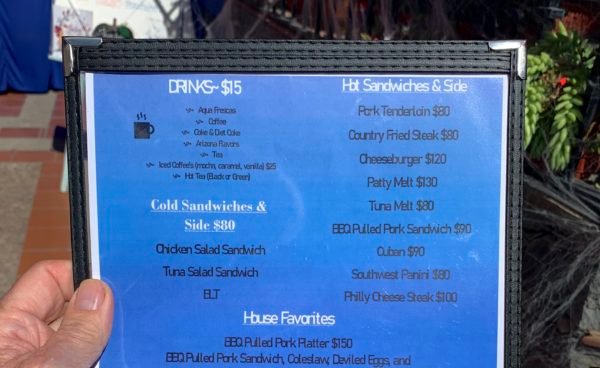 DRINKS~ $15
Aqua Frescas
Coffee
Coke & Diet Coke
Arizona Flavors
Tea
Iced Coffee's (mocha, caramel, vanilla) $25
Hot Tea (Black or Green)
Cold Sandwiches &
Side $80
Chicken Salad Sandwich
Tuna Salad Sandwich
BLT
Hot Sandwiches & Side
Pork Tenderloin $80
Country Fried Steak $80
Cheeseburger $120
Patty Melt $130
Tuna Melt $80
BBQ Pulled Pork Sandwich $90
Cuban $90
Southwest Panini $80
Philly Cheese Steak $100
House Favorites
BBQ Pulled Pork Platter $150
BBQ Pulled Pork Sandwich, Coleslaw, Deviled Eggs, and